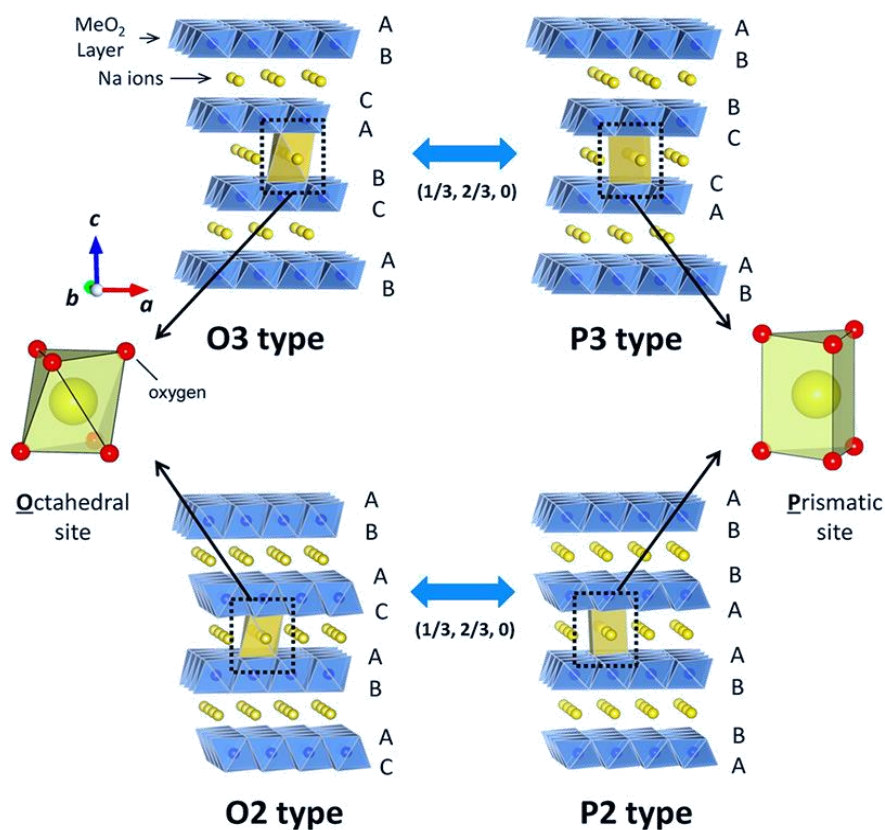 MeO2
Layer
Na ions
A
B
C
A
B
C
A
B
O3 type
(1/3, 2/3, 0)
A
B
B
C
C
A
A
B
P3 type
c
b
a
oxygen
Octahedral
site
Prismatic
site
A
B
A
C
A
B
A
C
O2 type
(1/3, 2/3, 0)
A
B
B
A
A
B
B
A
P2 type